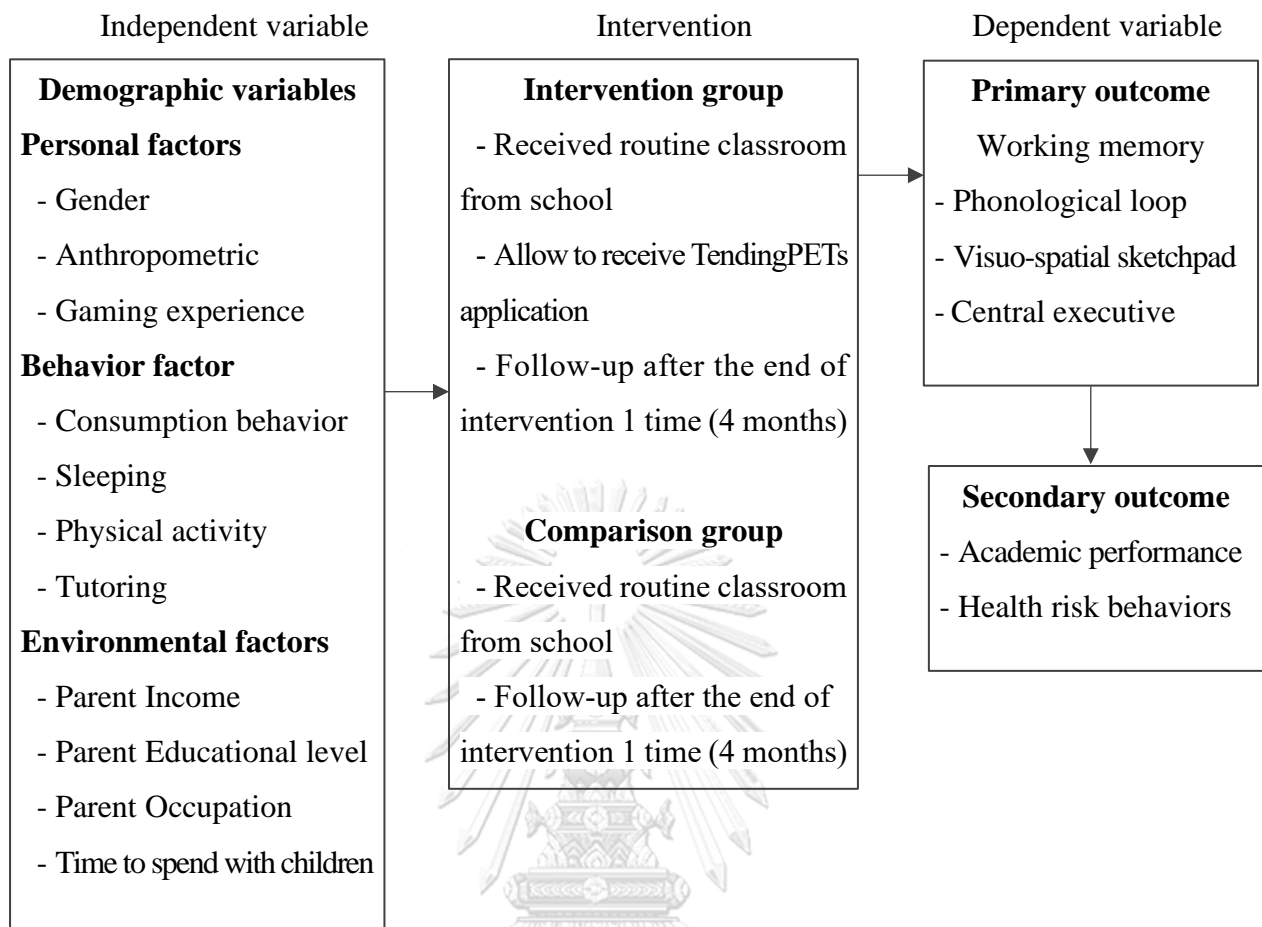 Independent variable
Demographic variables
Personal factors
- Gender
- Anthropometric
- Gaming experience
Behavior factor
- Consumption behavior
- Sleeping
- Physical activity
- Tutoring
Environmental factors
- Parent Income
- Parent Educational level
- Parent Occupation
- Time to spend with children
Intervention
Intervention group
- Received routine classroom
from school
- Allow to receive TendingPETs
application
- Follow-up after the end of
intervention 1 time (4 months)
Comparison group
- Received routine classroom
from school
- Follow-up after the end of
intervention 1 time (4 months)
Dependent variable
Primary outcome
Working memory
- Phonological loop
- Visuo-spatial sketchpad
- Central executive
Secondary outcome
- Academic performance
- Health risk behaviors